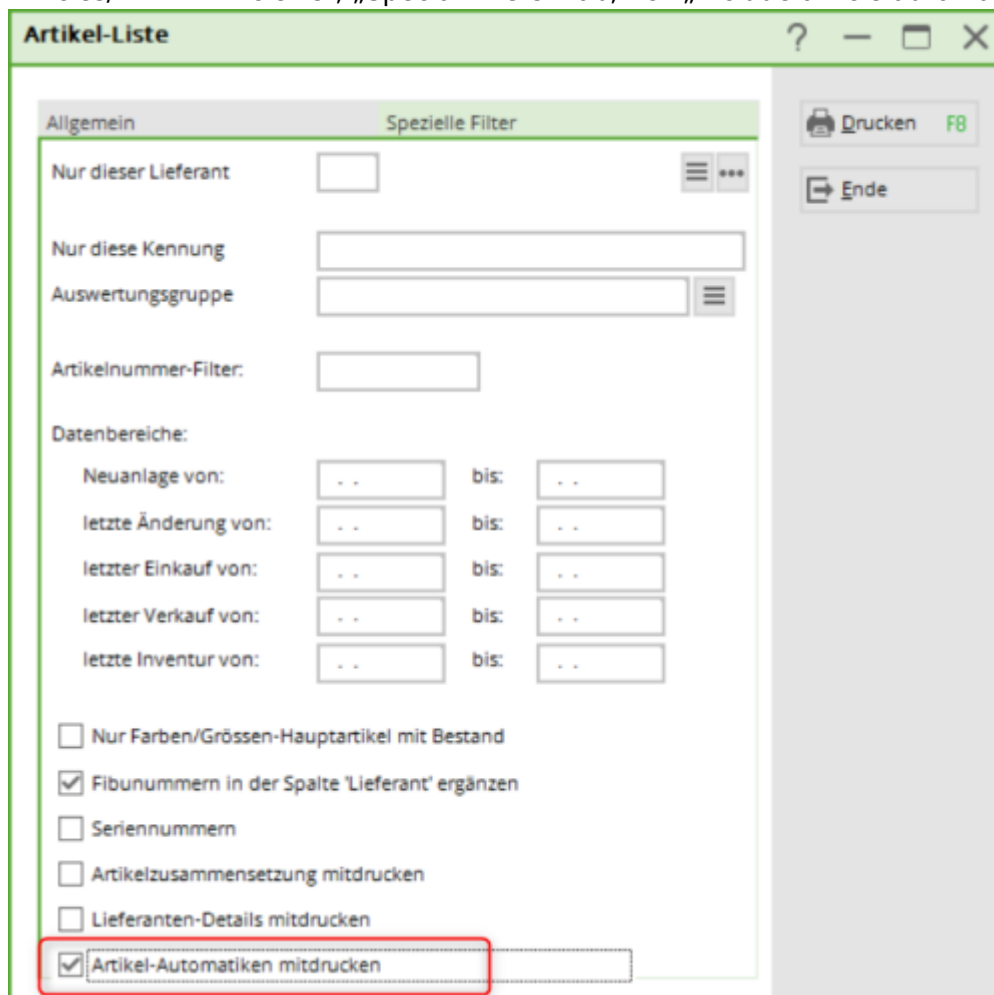 Artikel-Liste
Allgemein Spezielle Filter
Drucken F8
Nur dieser Lieferant
Ende
Nur diese Kennung
Auswertungsgruppe
Artikelnummer-Filter:
Datenbereiche:
Neuanlage von: . . bis: . .
letzte Änderung von: . . bis: . .
letzter Einkauf von: . . bis: . .
letzter Verkauf von: . . bis: . .
letzte Inventur von: . . bis: . .
Nur Farben/Grössen-Hauptartikel mit Bestand
Fibunummern in der Spalte 'Lieferant' ergänzen
Seriennummern
Artikelzusammensetzung mitdrucken
Lieferanten-Details mitdrucken
Artikel-Automatiken mitdrucken